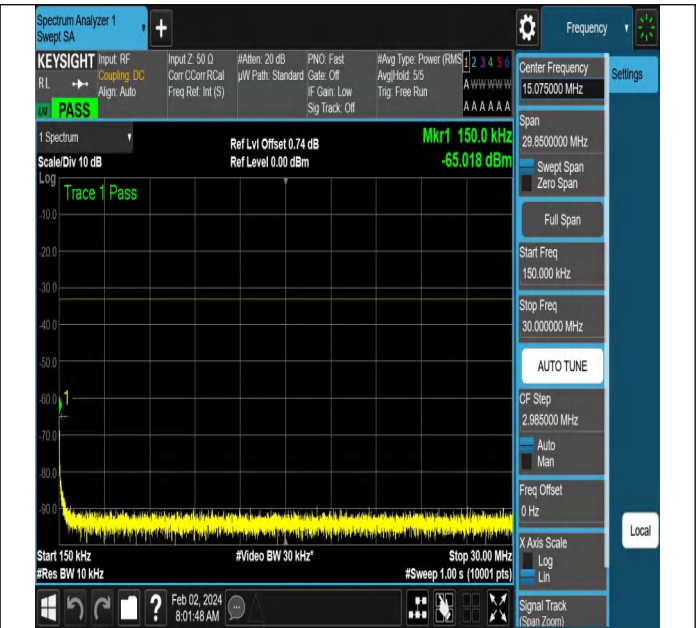 Spectrum Analyzer 1
Swept SA
+
Frequency
KEYSIGHT
Input: RF
Coupling: DC
Align: Auto
Input Z: 50 Ω
Corr CCorr RCal
Freq Ref: Int (S)
#Atten: 20 dB
µW Path: Standard
PNO: Fast
Gate: Off
IF Gain: Low
Sig Track: Off
#Avg Type: Power (RMS
Avg|Hold: 5/5
Trig: Free Run
1 2 3 4 5 6
A W W W W W
A A A A A A
RL
PASS
1 Spectrum
Scale/Div 10 dB
Ref Lvl Offset 0.74 dB
Ref Level 0.00 dBm
Mkr1 150.0 kHz
-65.018 dBm
Log
Trace 1 Pass
-10.0
-20.0
-30.0
-40.0
-50.0
-60.0
1
-70.0
-80.0
-90.0
Start 150 kHz
#Video BW 30 kHz*
Stop 30.00 MHz
#Res BW 10 kHz
#Sweep 1.00 s (10001 pts)
?
Feb 02, 2024
8:01:48 AM
Center Frequency
15.075000 MHz
Span
29.8500000 MHz
Swept Span
Zero Span
Full Span
Start Freq
150.000 kHz
Stop Freq
30.000000 MHz
AUTO TUNE
CF Step
2.985000 MHz
Auto
Man
Freq Offset
0 Hz
X Axis Scale
Log
Lin
Signal Track
(Span Zoom)
Settings
Local